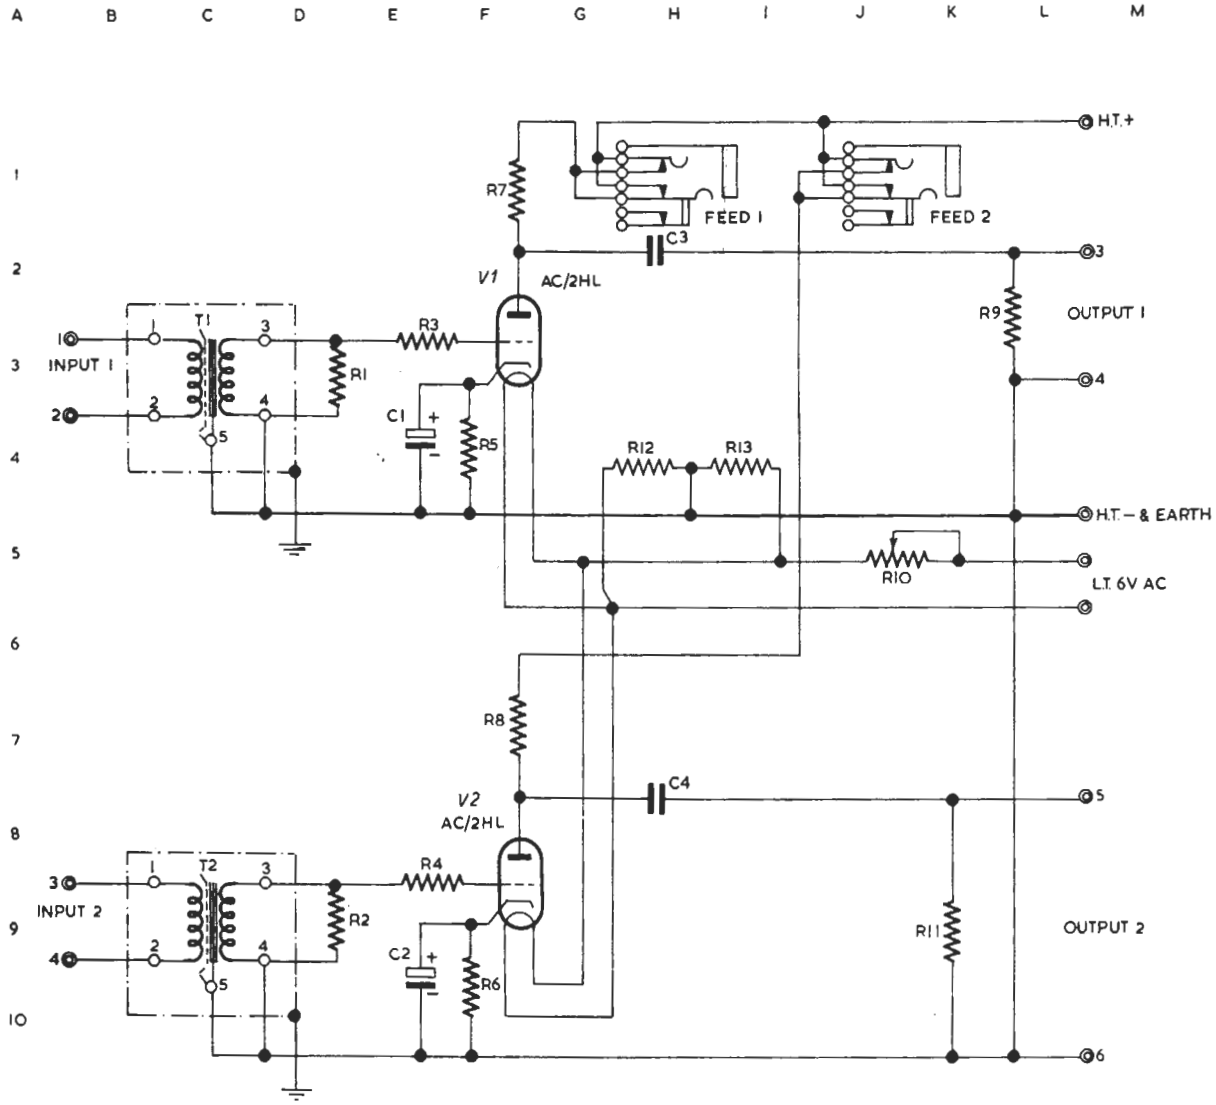 A B C D E F G H I J K L M
H.T.+
1
R7
FEED 1
FEED 2
C3
3
2
V1
AC/2HL
R9
OUTPUT 1
1
1
T1
3
R3
3
INPUT 1
R1
4
2
2
4
C1
+
5
R5
4
−
R12
R13
H.T.− & EARTH
5
R10
L.T. 6V AC
6
R8
7
C4
V2
5
AC/2HL
8
1
T2
3
R4
3
INPUT 2
R2
R11
OUTPUT 2
9
2
4
C2
+
4
5
R6
−
10
6